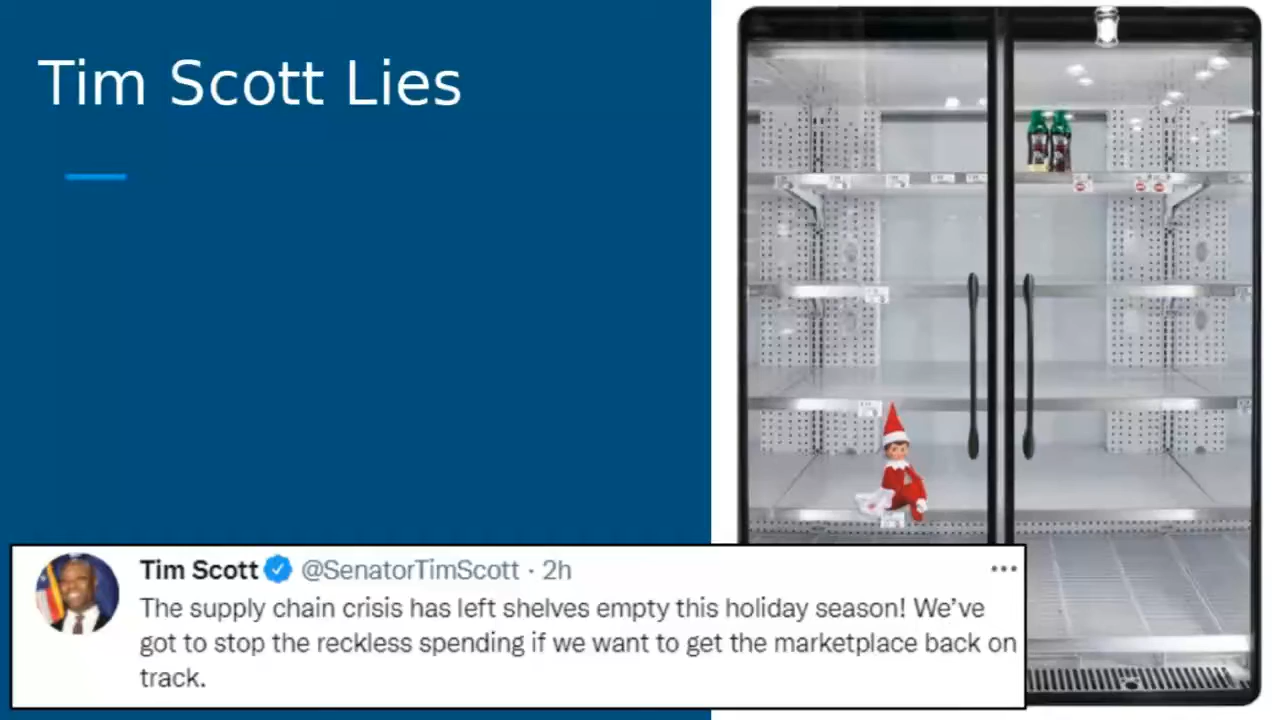 Tim Scott Lies
Tim Scott @SenatorTimScott · 2h
The supply chain crisis has left shelves empty this holiday season! We’ve
got to stop the reckless spending if we want to get the marketplace back on
track.